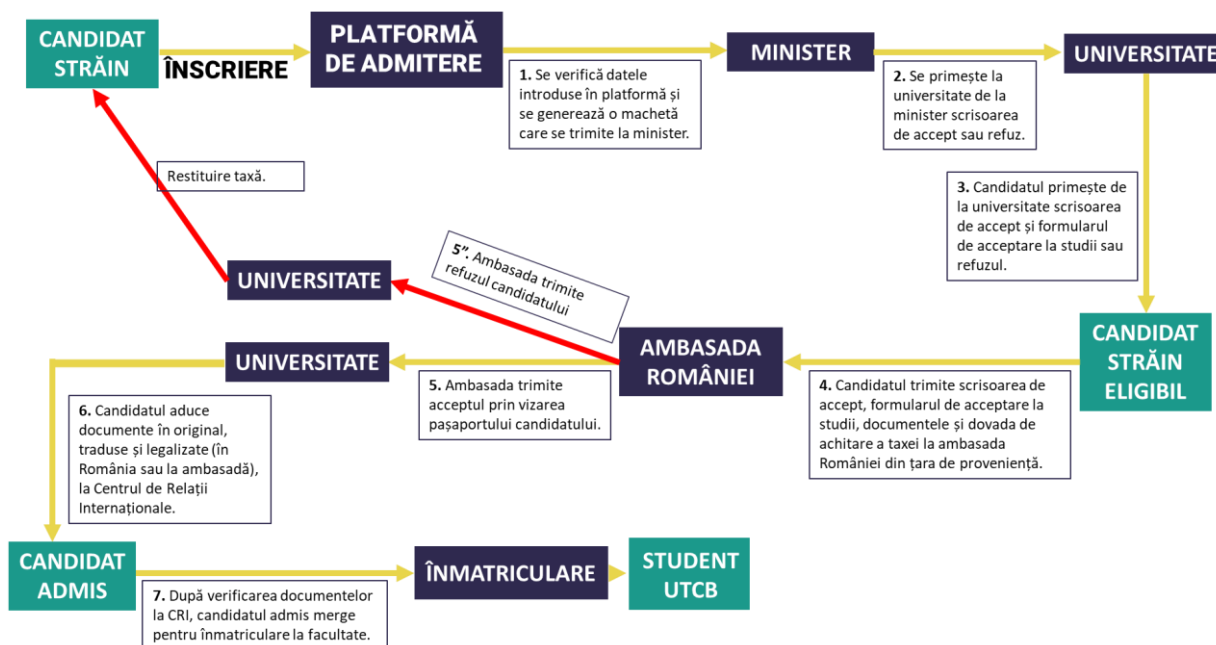 CANDIDAT
STRĂIN
ÎNSCRIERE
PLATFORMĂ
DE ADMITERE
1. Se verifică datele
introduse în platformă și
se generează o machetă
care se trimite la minister.
MINISTER
2. Se primește la
universitate de la
minister scrisoarea
de accept sau refuz.
UNIVERSITATE
3. Candidatul primește de
la universitate scrisoarea
de accept și formularul
de acceptare la studii sau
refuzul.
Restituire taxă.
UNIVERSITATE
5”. Ambasada trimite
refuzul candidatului
CANDIDAT
STRĂIN
ELIGIBIL
4. Candidatul trimite scrisoarea de
accept, formularul de acceptare la
studii, documentele și dovada de
achitare a taxei la ambasada
României din țara de proveniență.
AMBASADA
ROMÂNIEI
5. Ambasada trimite
acceptul prin vizarea
pașaportului candidatului.
UNIVERSITATE
6. Candidatul aduce
documente în original,
traduse și legalizate (în
România sau la ambasadă),
la Centrul de Relații
Internaționale.
CANDIDAT
ADMIS
7. După verificarea documentelor
la CRI, candidatul admis merge
pentru înmatriculare la facultate.
ÎNMATRICULARE
STUDENT
UTCB